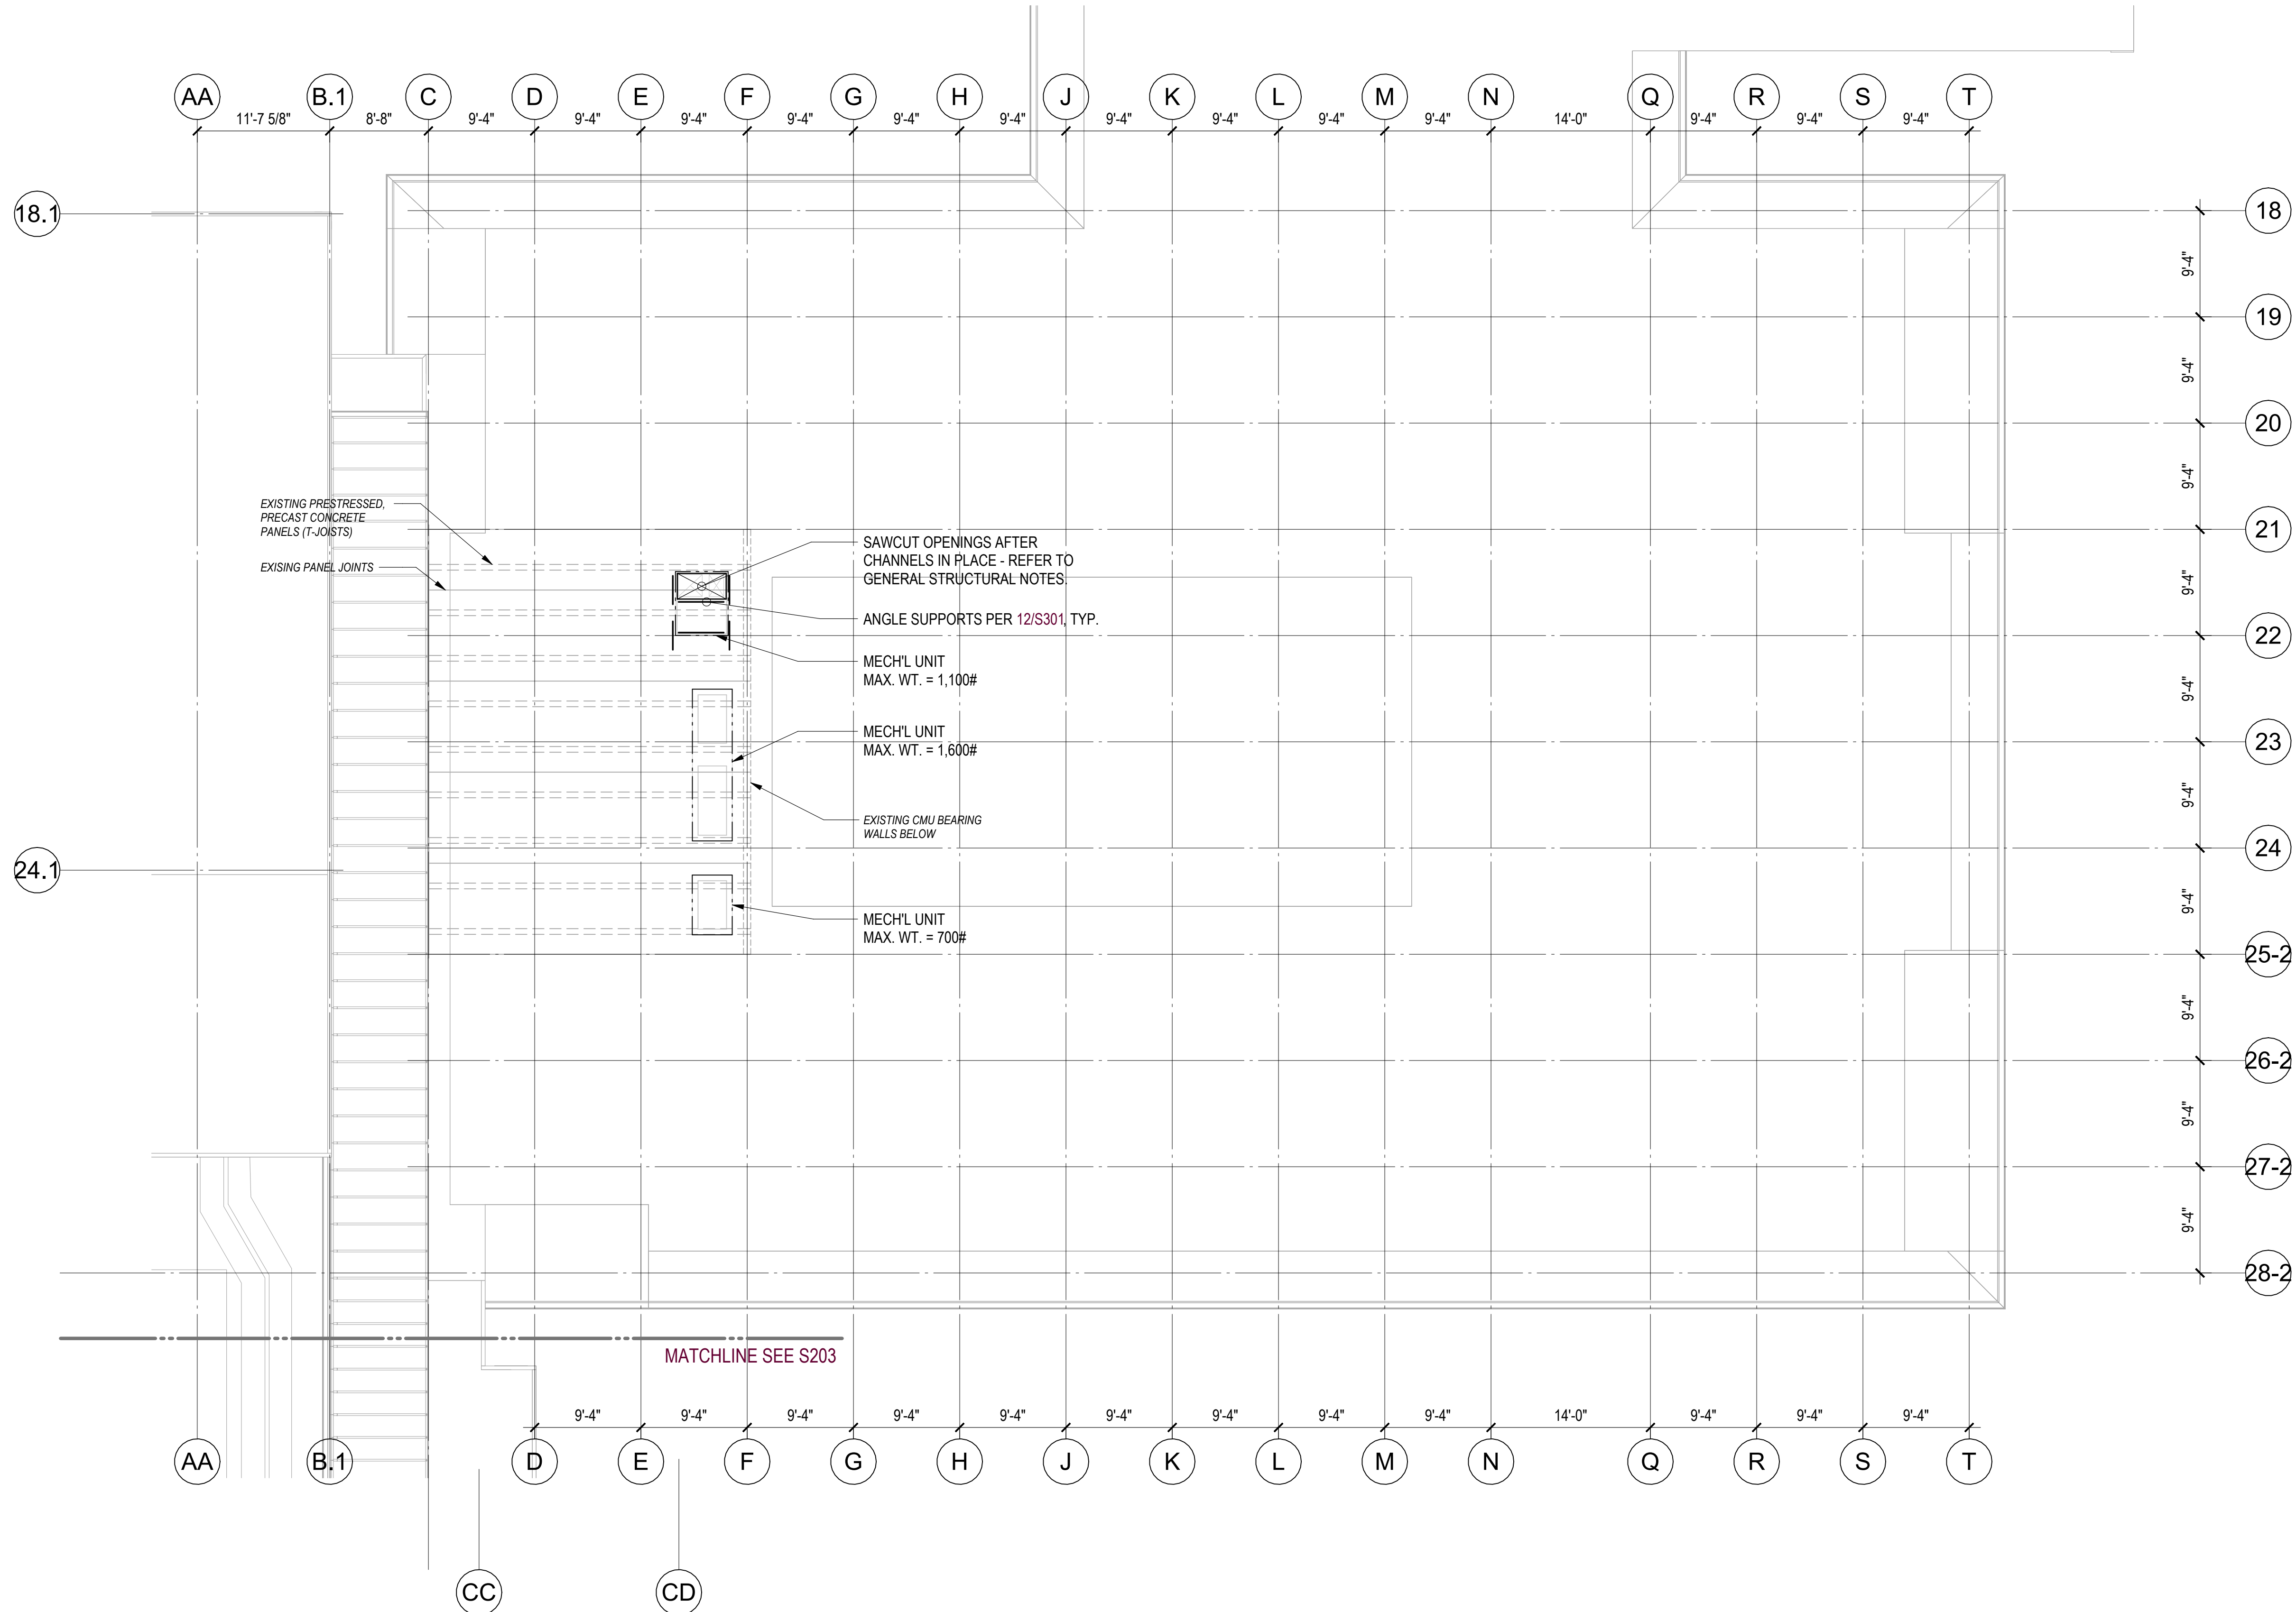 AA B.1 C D E F G H J K L M N Q R S T
11'-7 5/8" 8'-8" 9'-4" 9'-4" 9'-4" 9'-4" 9'-4" 9'-4" 9'-4" 9'-4" 9'-4" 9'-4" 14'-0" 9'-4" 9'-4" 9'-4"
18.1
18
9'-4"
19
9'-4"
20
9'-4"
EXISTING PRESTRESSED,
PRECAST CONCRETE
PANELS (T-JOISTS)
21
SAWCUT OPENINGS AFTER
CHANNELS IN PLACE - REFER TO
GENERAL STRUCTURAL NOTES.
EXISING PANEL JOINTS
9'-4"
ANGLE SUPPORTS PER 12/S301, TYP.
22
MECH'L UNIT
MAX. WT. = 1,100#
9'-4"
MECH'L UNIT
MAX. WT. = 1,600#
23
9'-4"
EXISTING CMU BEARING
WALLS BELOW
24
24.1
9'-4"
MECH'L UNIT
MAX. WT. = 700#
25-2
9'-4"
26-2
9'-4"
27-2
9'-4"
28-2
MATCHLINE SEE S203
9'-4" 9'-4" 9'-4" 9'-4" 9'-4" 9'-4" 9'-4" 9'-4" 9'-4" 14'-0" 9'-4" 9'-4" 9'-4"
AA B.1 D E F G H J K L M N Q R S T
CC CD